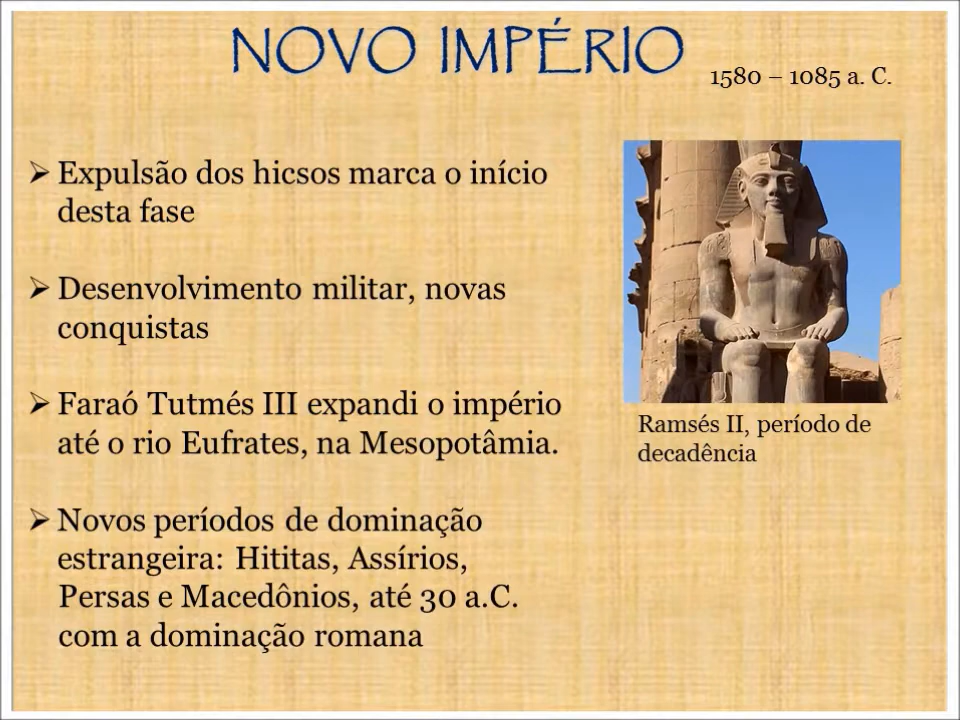 NOVO IMPÉRIO
1580 – 1085 a. C.
➢ Expulsão dos hicsos marca o início
desta fase
➢ Desenvolvimento militar, novas
conquistas
➢ Faraó Tutmés III expandi o império
até o rio Eufrates, na Mesopotâmia.
➢ Novos períodos de dominação
estrangeira: Hititas, Assírios,
Persas e Macedônios, até 30 a.C.
com a dominação romana
Ramsés II, período de
decadência